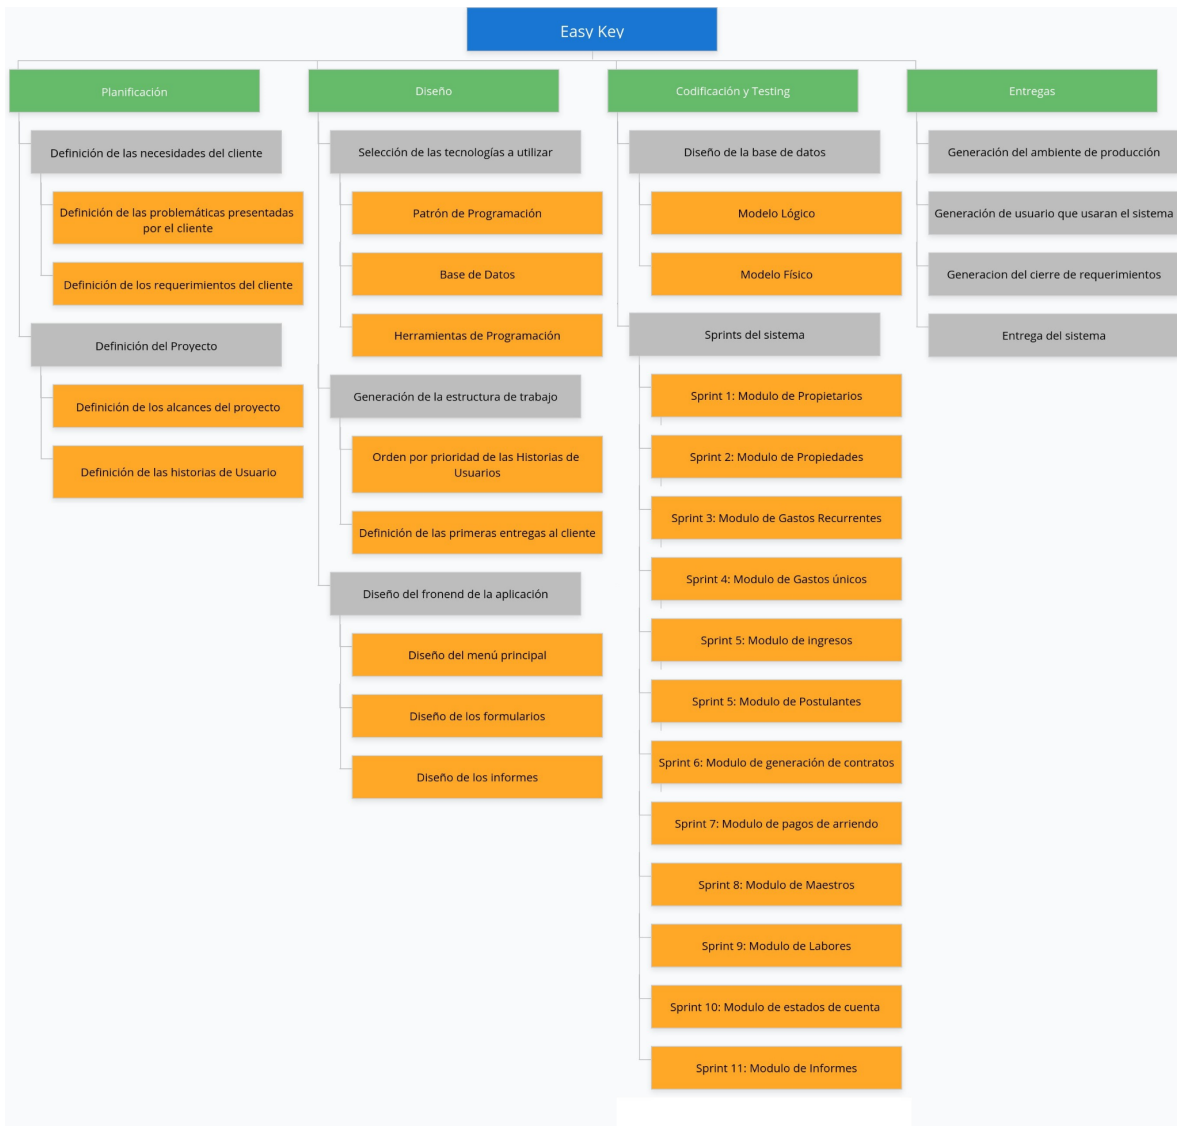 Easy Key
Planificación
Definición de las necesidades del cliente
Definición de las problemáticas presentadas
por el cliente
Definición de los requerimientos del cliente
Definición del Proyecto
Definición de los alcances del proyecto
Definición de las historias de Usuario
Diseño
Selección de las tecnologías a utilizar
Patrón de Programación
Base de Datos
Herramientas de Programación
Generación de la estructura de trabajo
Orden por prioridad de las Historias de
Usuarios
Definición de las primeras entregas al cliente
Diseño del fronend de la aplicación
Diseño del menú principal
Diseño de los formularios
Diseño de los informes
Codificación y Testing
Diseño de la base de datos
Modelo Lógico
Modelo Físico
Sprints del sistema
Sprint 1: Modulo de Propietarios
Sprint 2: Modulo de Propiedades
Sprint 3: Modulo de Gastos Recurrentes
Sprint 4: Modulo de Gastos únicos
Sprint 5: Modulo de ingresos
Sprint 5: Modulo de Postulantes
Sprint 6: Modulo de generación de contratos
Sprint 7: Modulo de pagos de arriendo
Sprint 8: Modulo de Maestros
Sprint 9: Modulo de Labores
Sprint 10: Modulo de estados de cuenta
Sprint 11: Modulo de Informes
Entregas
Generación del ambiente de producción
Generación de usuario que usaran el sistema
Generacion del cierre de requerimientos
Entrega del sistema